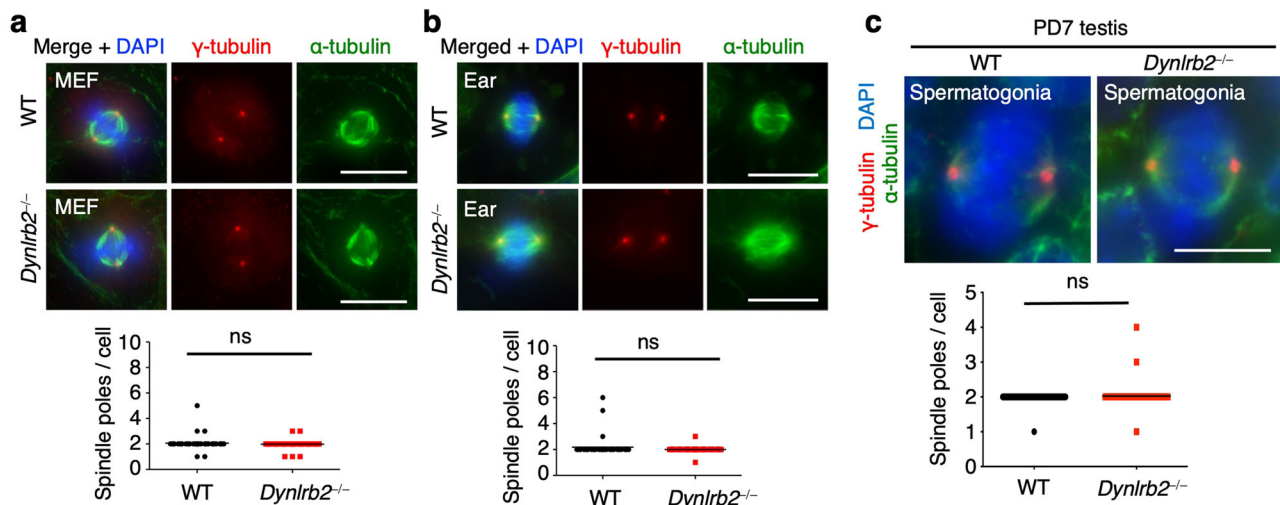 a
Merge + DAPI γ-tubulin α-tubulin
WT
MEF
Dynlrb2–/–
MEF
Spindle poles / cell
10
8
6
4
2
0
ns
WT Dynlrb2–/–
b
Merged + DAPI γ-tubulin α-tubulin
WT
Ear
Dynlrb2–/–
Ear
Spindle poles / cell
10
8
6
4
2
0
ns
WT Dynlrb2–/–
c
PD7 testis
WT Dynlrb2–/–
γ-tubulin DAPI
α-tubulin
Spermatogonia Spermatogonia
Spindle poles / cell
5
4
3
2
1
0
ns
WT Dynlrb2–/–